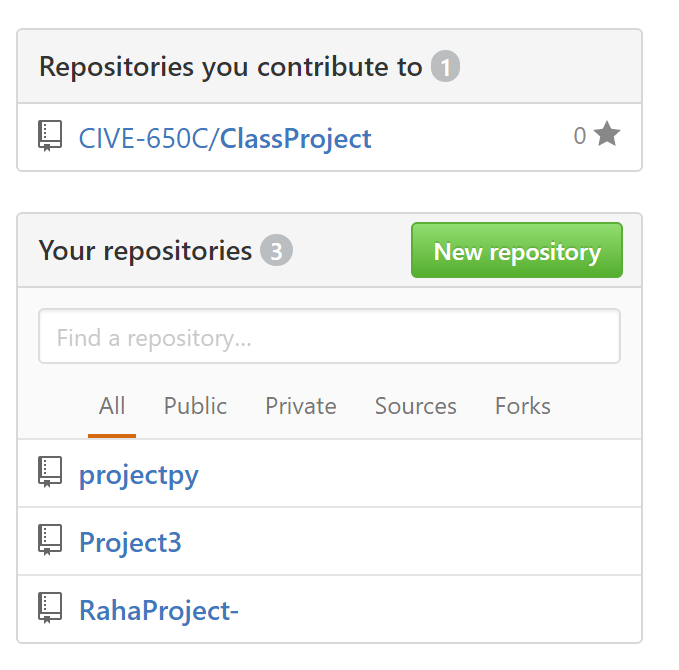 Repositories you contribute to 1
CIVE-650C/ClassProject 0
Your repositories 3 New repository
Find a repository...
All Public Private Sources Forks
projectpy
Project3
RahaProject-